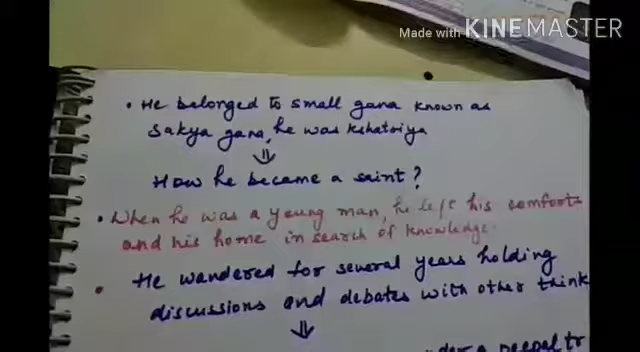 Made with KINEMASTER
• He belonged to small gana known as
Sakya gana, he was kshatriya
⇓
How he became a saint?
• When he was a young man, he left his comforts
and his home in search of knowledge.
• He wandered for several years holding
discussions and debates with other think
⇓
a peepal tr